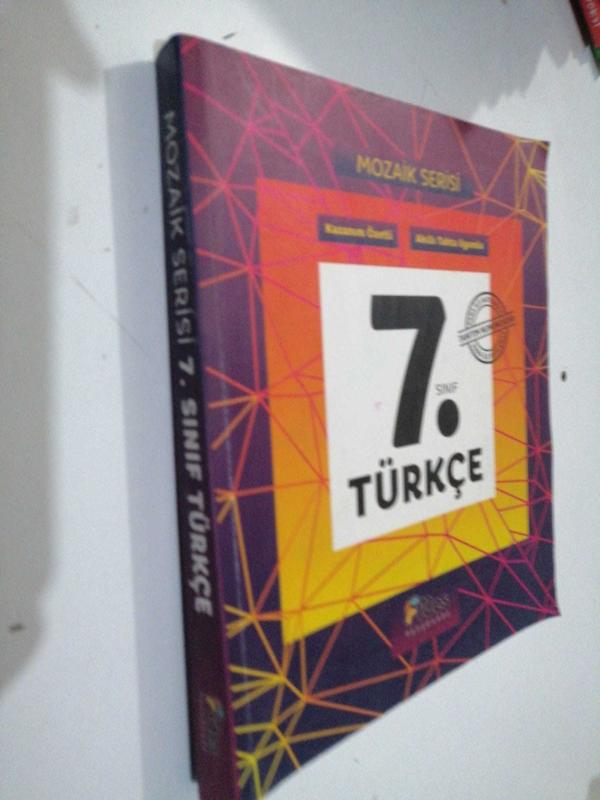 MOZAİK SERİSİ
Kazanım Özetli
Akıllı Tahta Uyumlu
7.
SINIF
TÜRKÇE
MOZAİK SERİSİ 7. SINIF TÜRKÇE